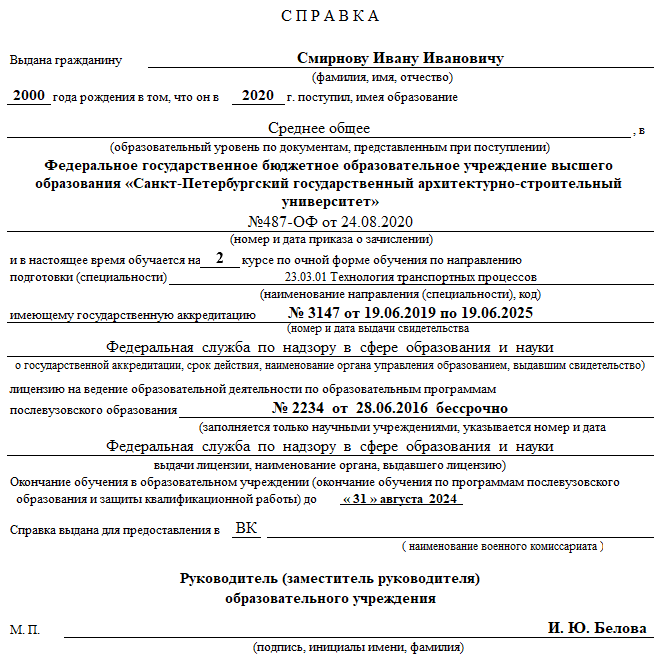 СПРАВКА
Выдана гражданину Смирнову Ивану Ивановичу
(фамилия, имя, отчество)
2000 года рождения в том, что он в 2020 г. поступил, имея образование
Среднее общее , в
(образовательный уровень по документам, представленным при поступлении)
Федеральное государственное бюджетное образовательное учреждение высшего
образования «Санкт-Петербургский государственный архитектурно-строительный
университет»
№487-ОФ от 24.08.2020
(номер и дата приказа о зачислении)
и в настоящее время обучается на 2 курсе по очной форме обучения по направлению
подготовки (специальности) 23.03.01 Технология транспортных процессов
(наименование направления (специальности), код)
имеющему государственную аккредитацию № 3147 от 19.06.2019 по 19.06.2025
(номер и дата выдачи свидетельства
Федеральная служба по надзору в сфере образования и науки
о государственной аккредитации, срок действия, наименование органа управления образованием, выдавшим свидетельство)
лицензию на ведение образовательной деятельности по образовательным программам
послевузовского образования № 2234 от 28.06.2016 бессрочно
(заполняется только научными учреждениями, указывается номер и дата
Федеральная служба по надзору в сфере образования и науки
выдачи лицензии, наименование органа, выдавшего лицензию)
Окончание обучения в образовательном учреждении (окончание обучения по программам послевузовского
образования и защиты квалификационной работы) до « 31 » августа 2024
Справка выдана для предоставления в ВК
( наименование военного комиссариата )
Руководитель (заместитель руководителя)
образовательного учреждения
М. П. И. Ю. Белова
(подпись, инициалы имени, фамилия)